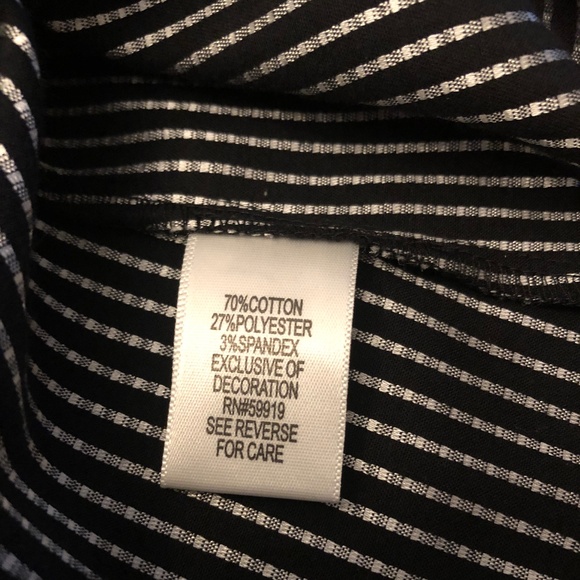 70%COTTON
27%POLYESTER
3%SPANDEX
EXCLUSIVE OF
DECORATION
RN#59919
SEE REVERSE
FOR CARE